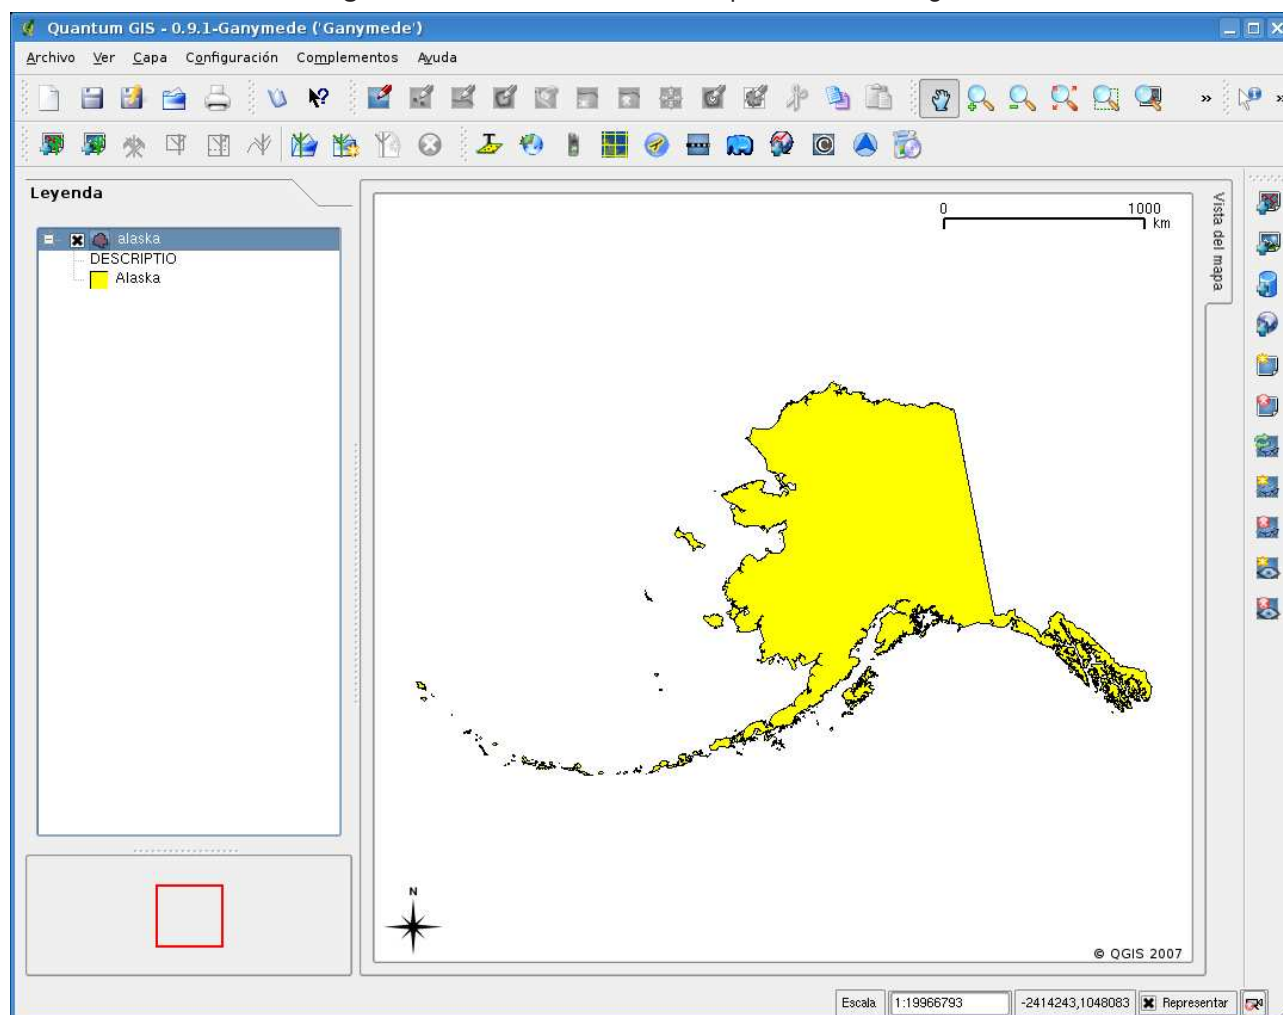 Quantum GIS - 0.9.1-Ganymede ('Ganymede')
Archivo Ver Capa Configuración Complementos Ayuda
Leyenda
alaska
DESCRIPTIO
Alaska
0 1000
km
Vista del mapa
N
© QGIS 2007
Escala 1:19966793 -2414243,1048083 Representar